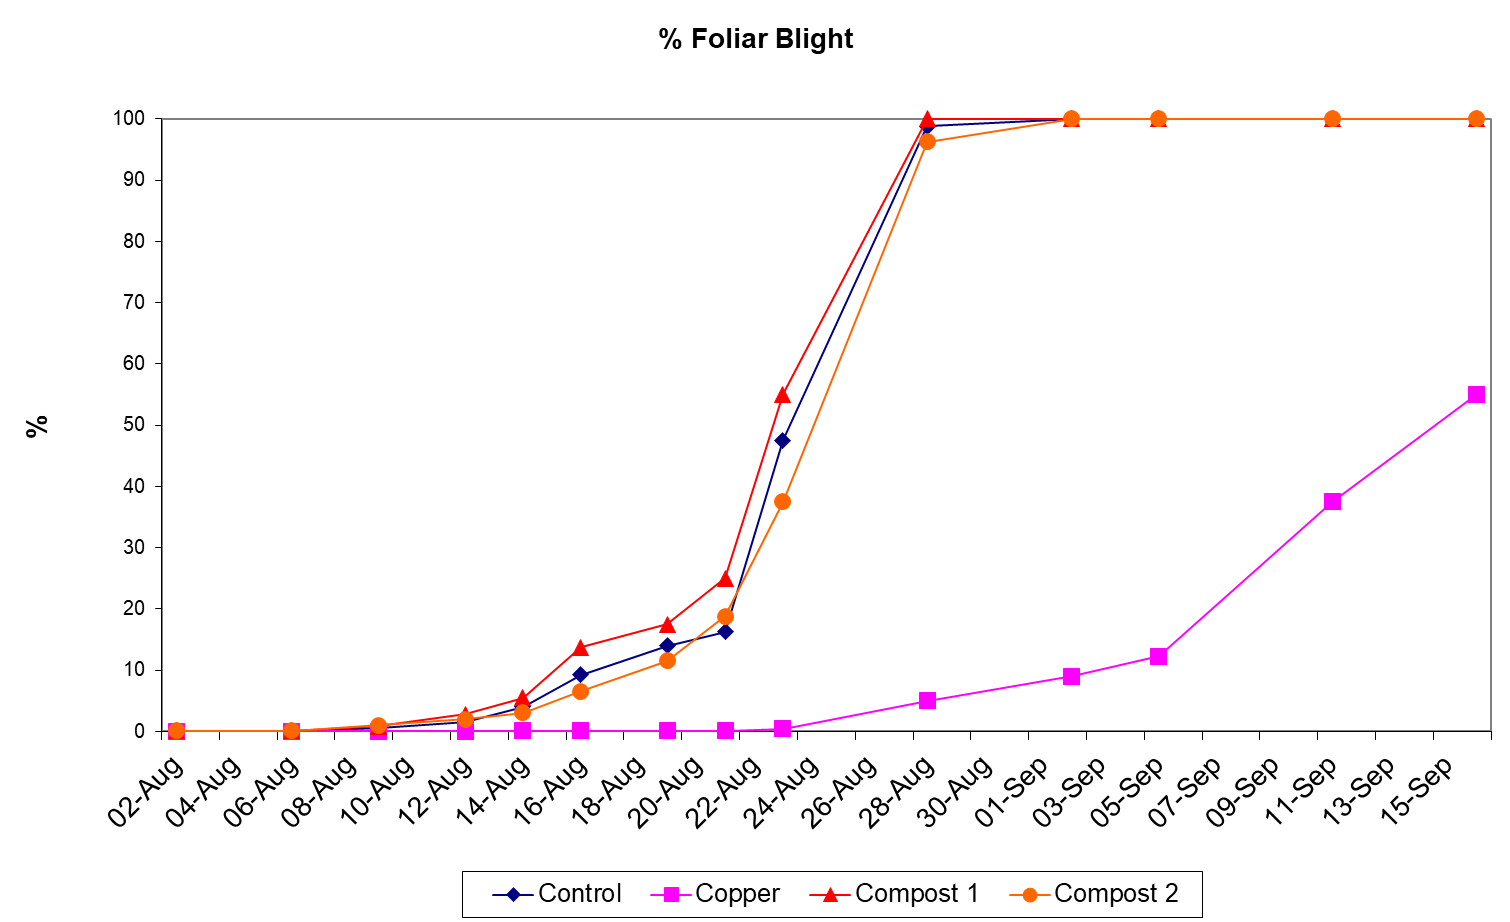 % Foliar Blight
100
90
80
70
60
50
40
30
20
10
0
%
02-Aug
04-Aug
06-Aug
08-Aug
10-Aug
12-Aug
14-Aug
16-Aug
18-Aug
20-Aug
22-Aug
24-Aug
26-Aug
28-Aug
30-Aug
01-Sep
03-Sep
05-Sep
07-Sep
09-Sep
11-Sep
13-Sep
15-Sep
Control Copper Compost 1 Compost 2